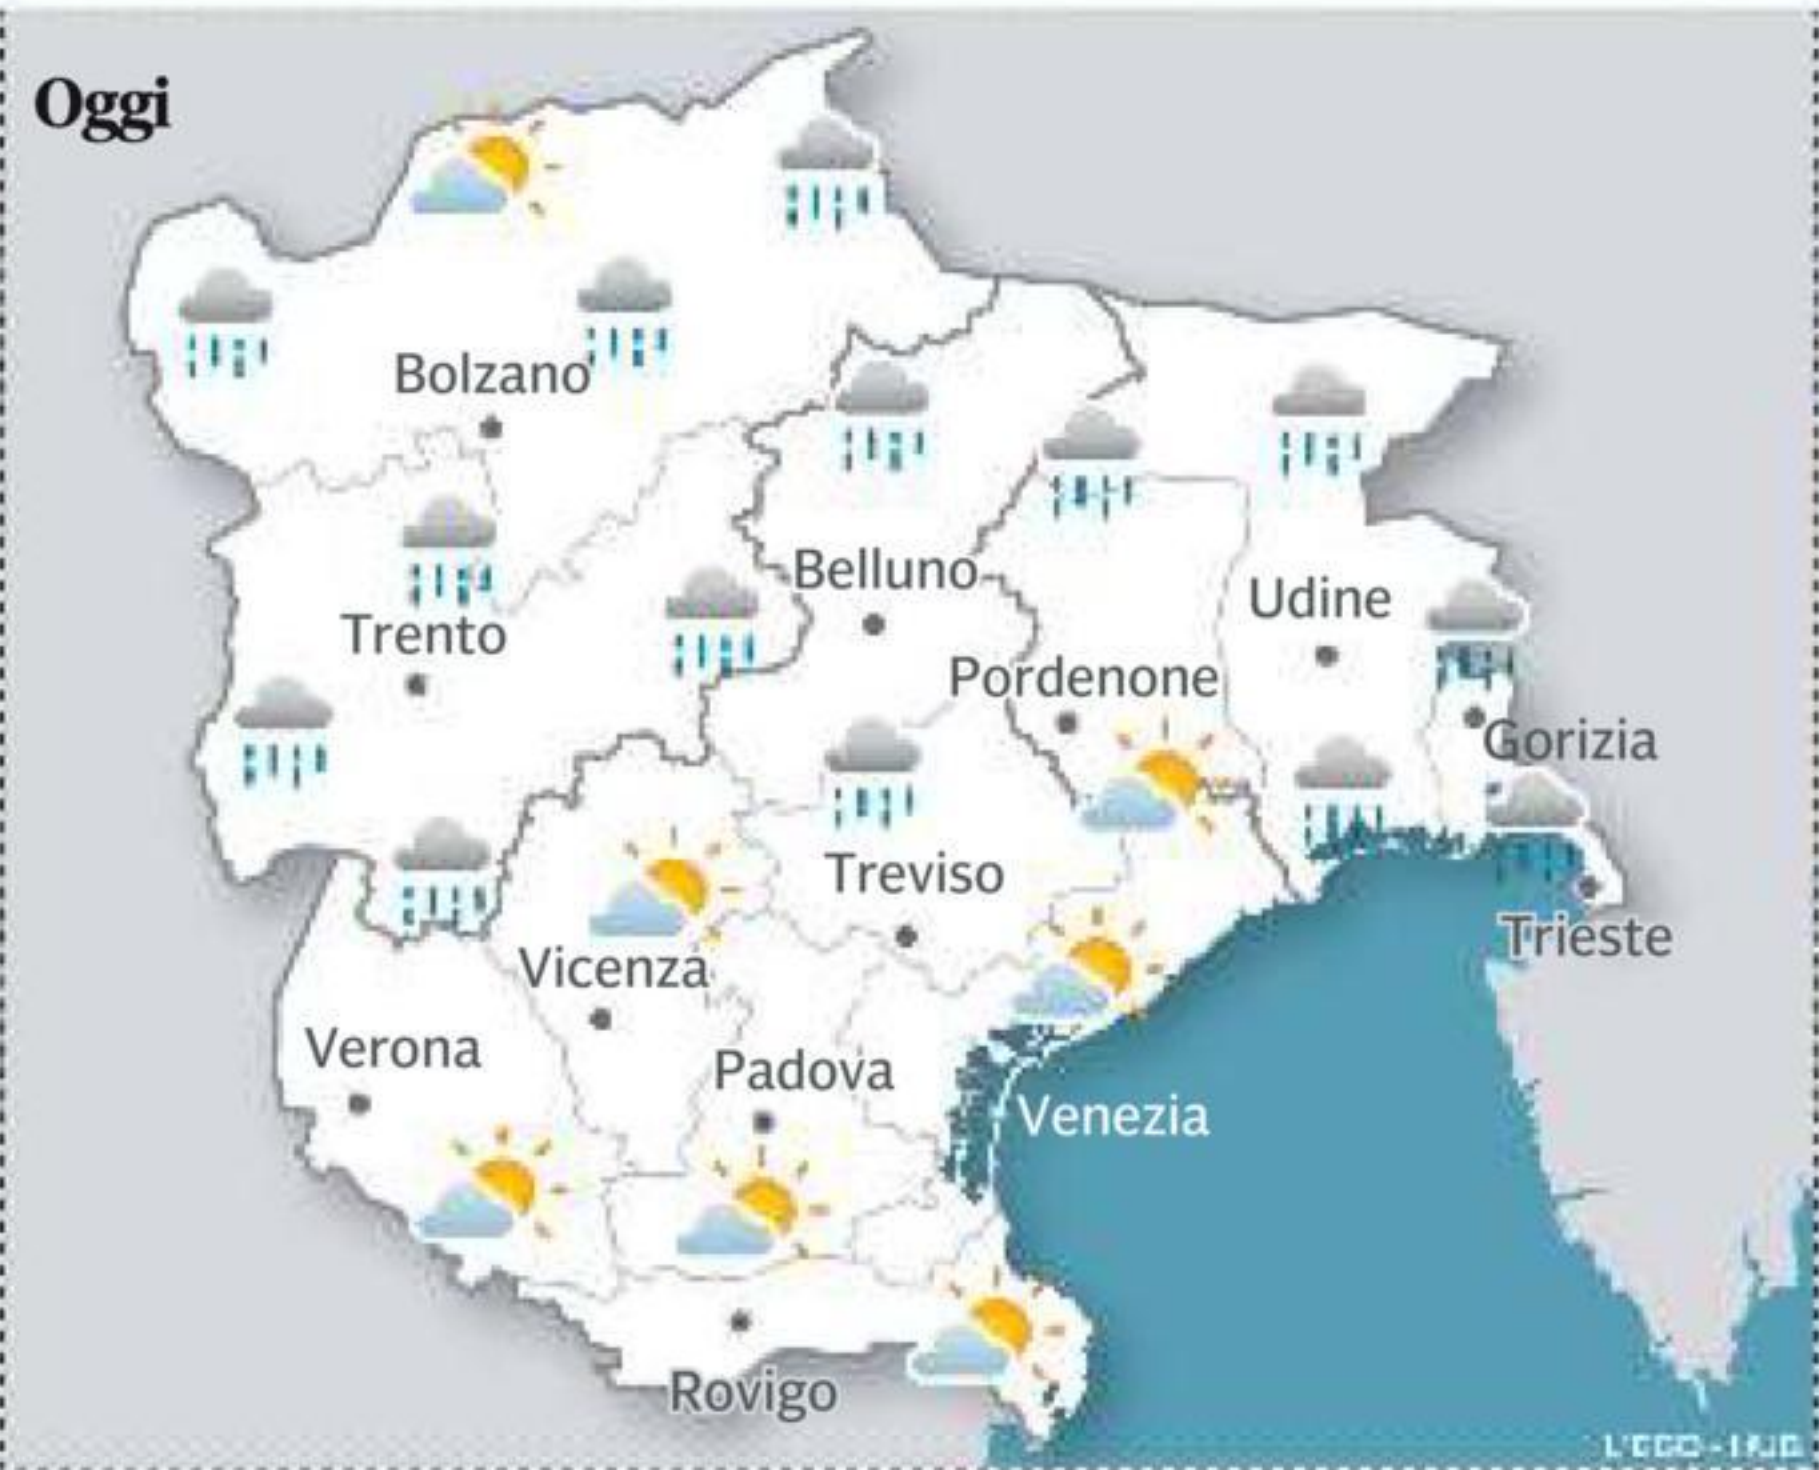 Oggi
Bolzano
Belluno
Udine
Trento
Pordenone
Gorizia
Treviso
Trieste
Vicenza
Verona
Padova
Venezia
Rovigo